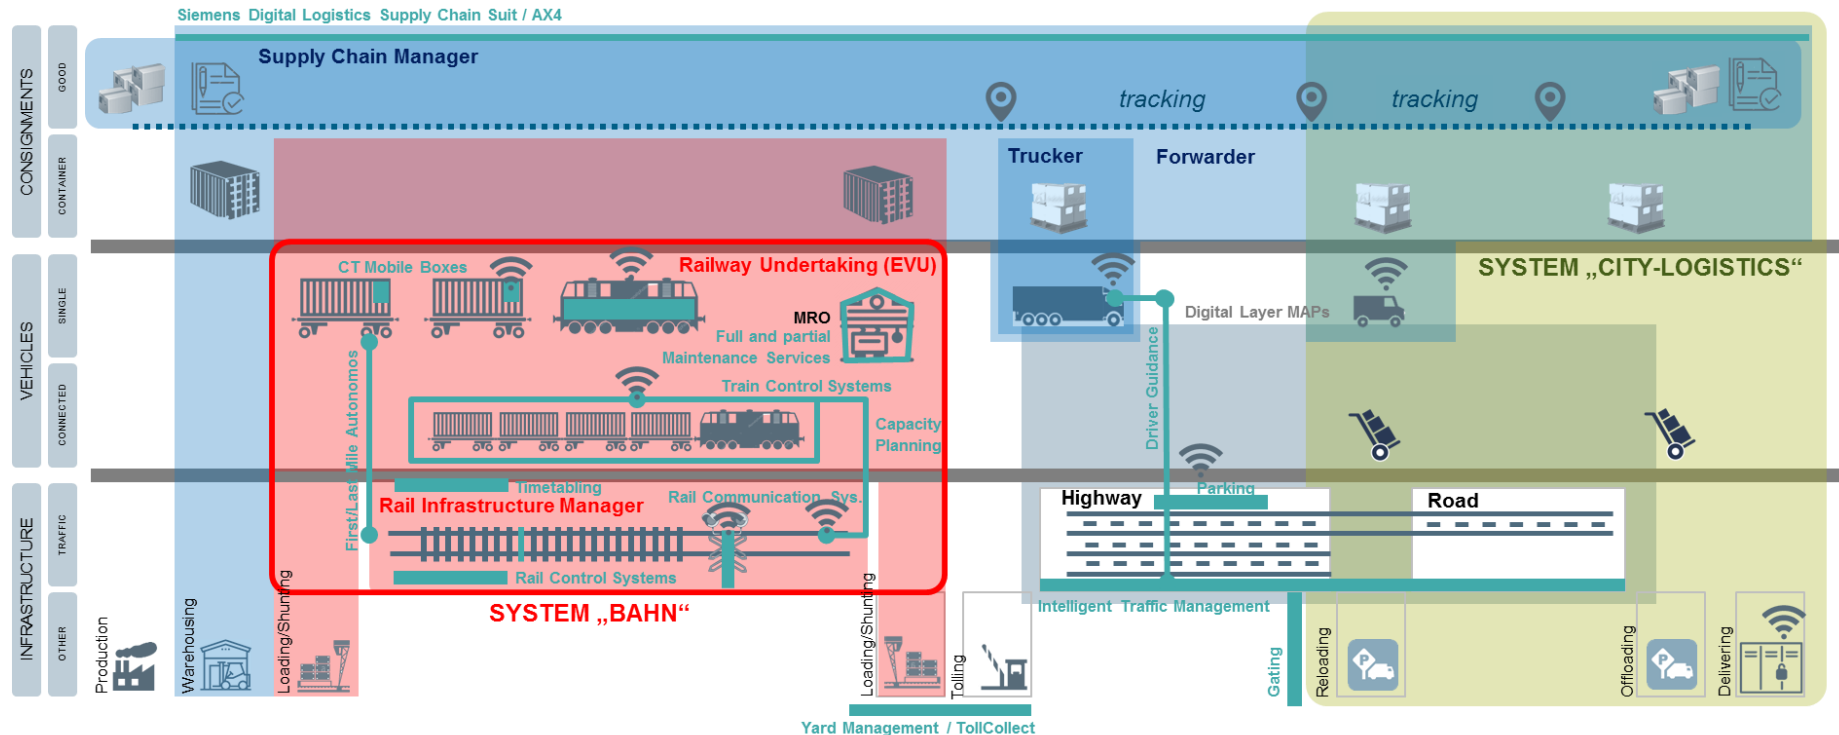 Siemens Digital Logistics Supply Chain Suit / AX4
CONSIGNMENTS
GOOD
Supply Chain Manager
tracking
tracking
CONTAINER
Trucker
Forwarder
VEHICLES
SINGLE
CT Mobile Boxes
Railway Undertaking (EVU)
SYSTEM „CITY-LOGISTICS“
MRO
Full and partial
Maintenance Services
Digital Layer MAPs
Driver Guidance
First/Last Mile Autonomos
CONNECTED
Train Control Systems
Capacity
Planning
INFRASTRUCTURE
TRAFFIC
Timetabling
Rail Infrastructure Manager
Rail Communication Sys.
Parking
Highway
Road
Rail Control Systems
SYSTEM „BAHN“
Intelligent Traffic Management
OTHER
Production
Warehousing
Loading/Shunting
Loading/Shunting
Tolling
Gating
Reloading
P
Offloading
P
Delivering
Yard Management / TollCollect